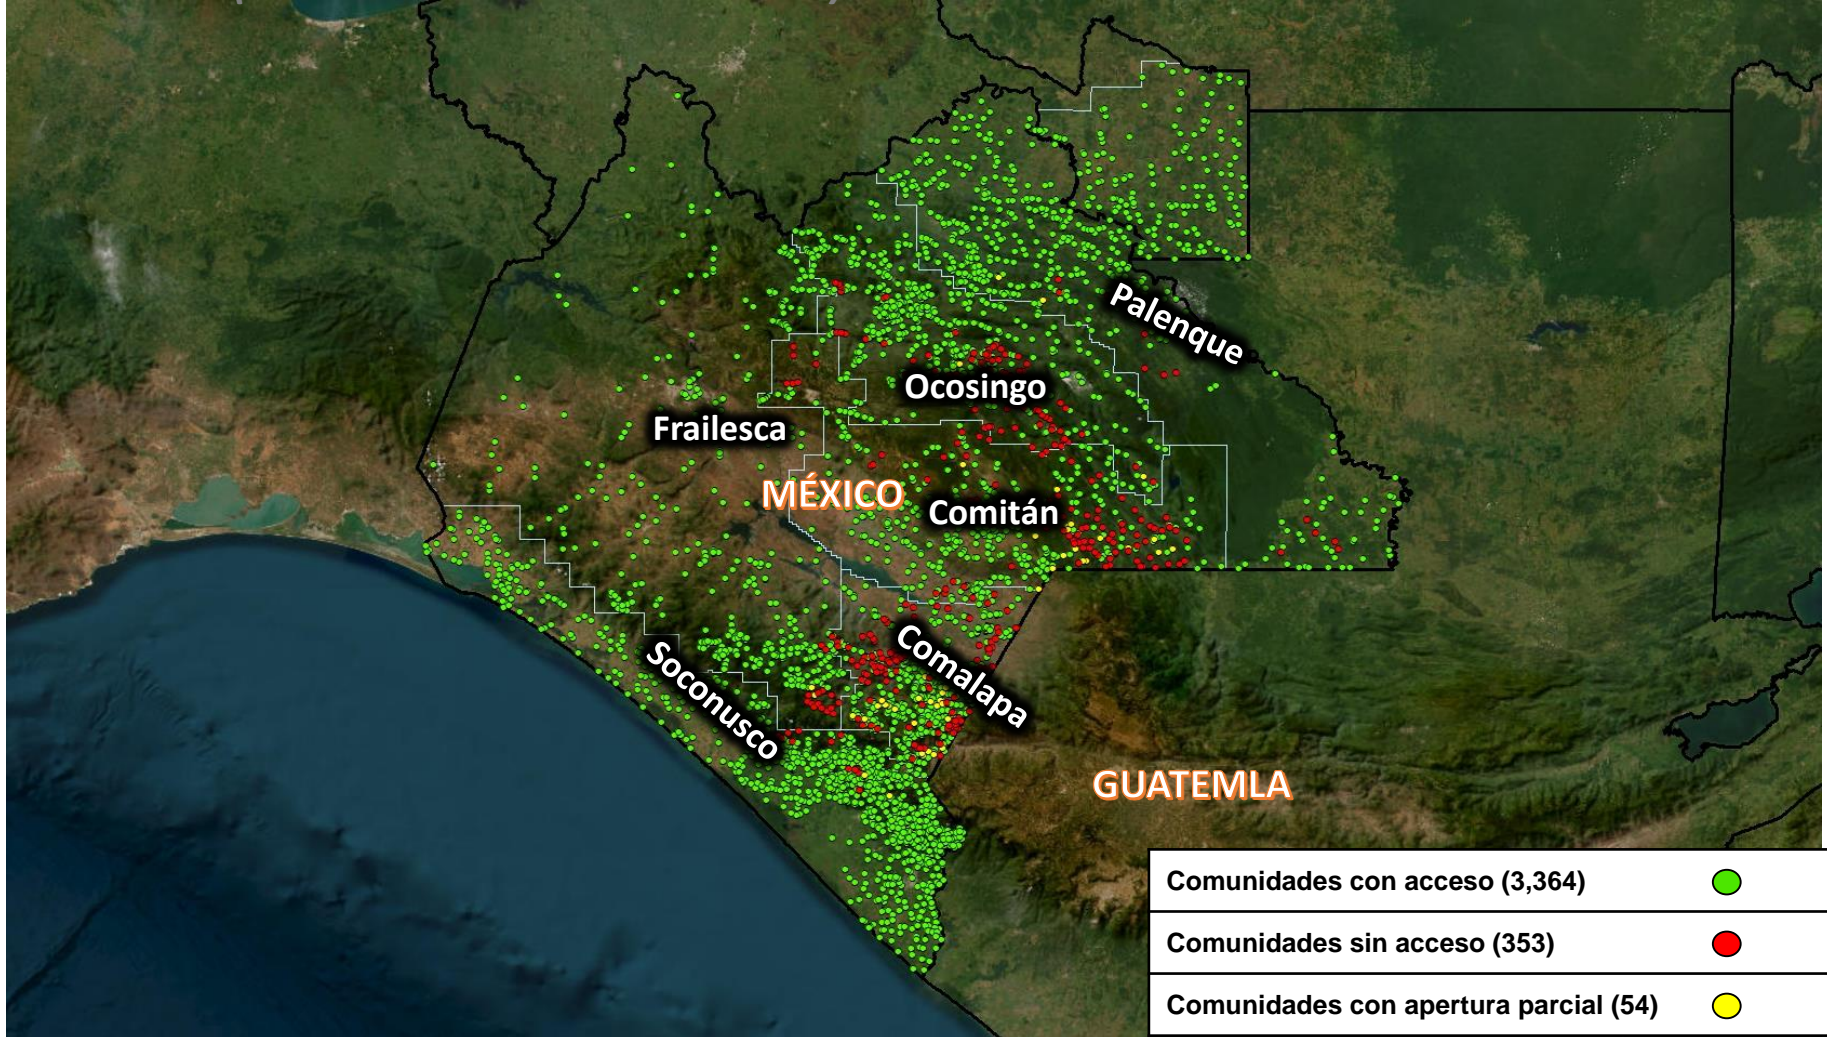 Palenque
Ocosingo
Frailesca
MÉXICO
Comitán
Comalapa
Soconusco
GUATEMLA
Comunidades con acceso (3,364)
Comunidades sin acceso (353)
Comunidades con apertura parcial (54)